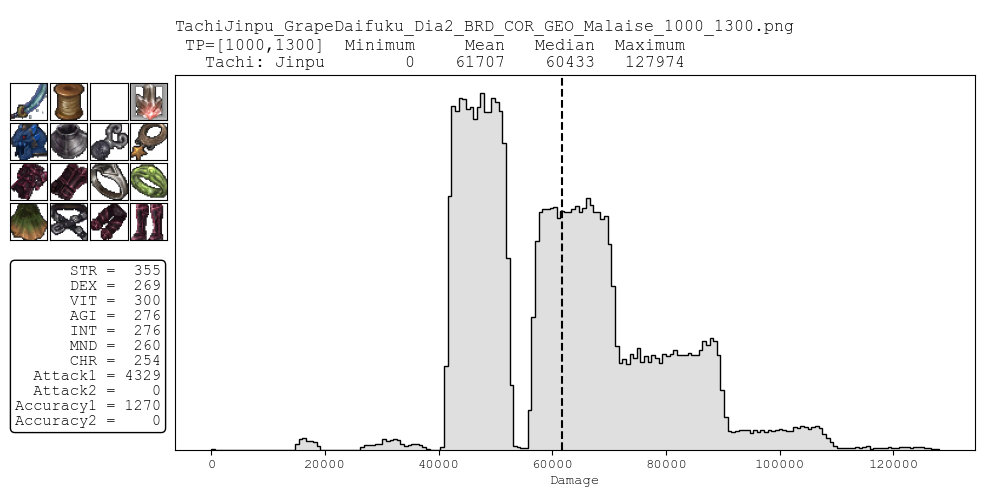 TachiJinpu_GrapeDaifuku_Dia2_BRD_COR_GEO_Malaise_1000_1300.png
TP=[1000,1300] Minimum Mean Median Maximum
Tachi: Jinpu 0 61707 60433 127974
STR = 355
DEX = 269
VIT = 300
AGI = 276
INT = 276
MND = 260
CHR = 254
Attack1 = 4329
Attack2 = 0
Accuracy1 = 1270
Accuracy2 = 0
0 20000 40000 60000 80000 100000 120000
Damage